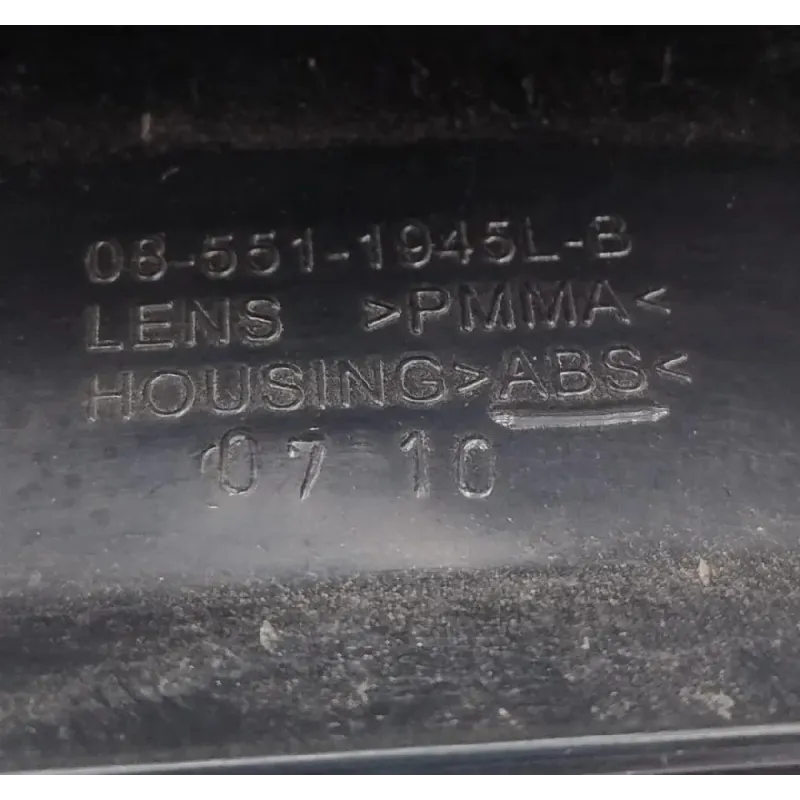 08-551-1945L-B
LENS >PMMA<
HOUSING>ABS<
07 10